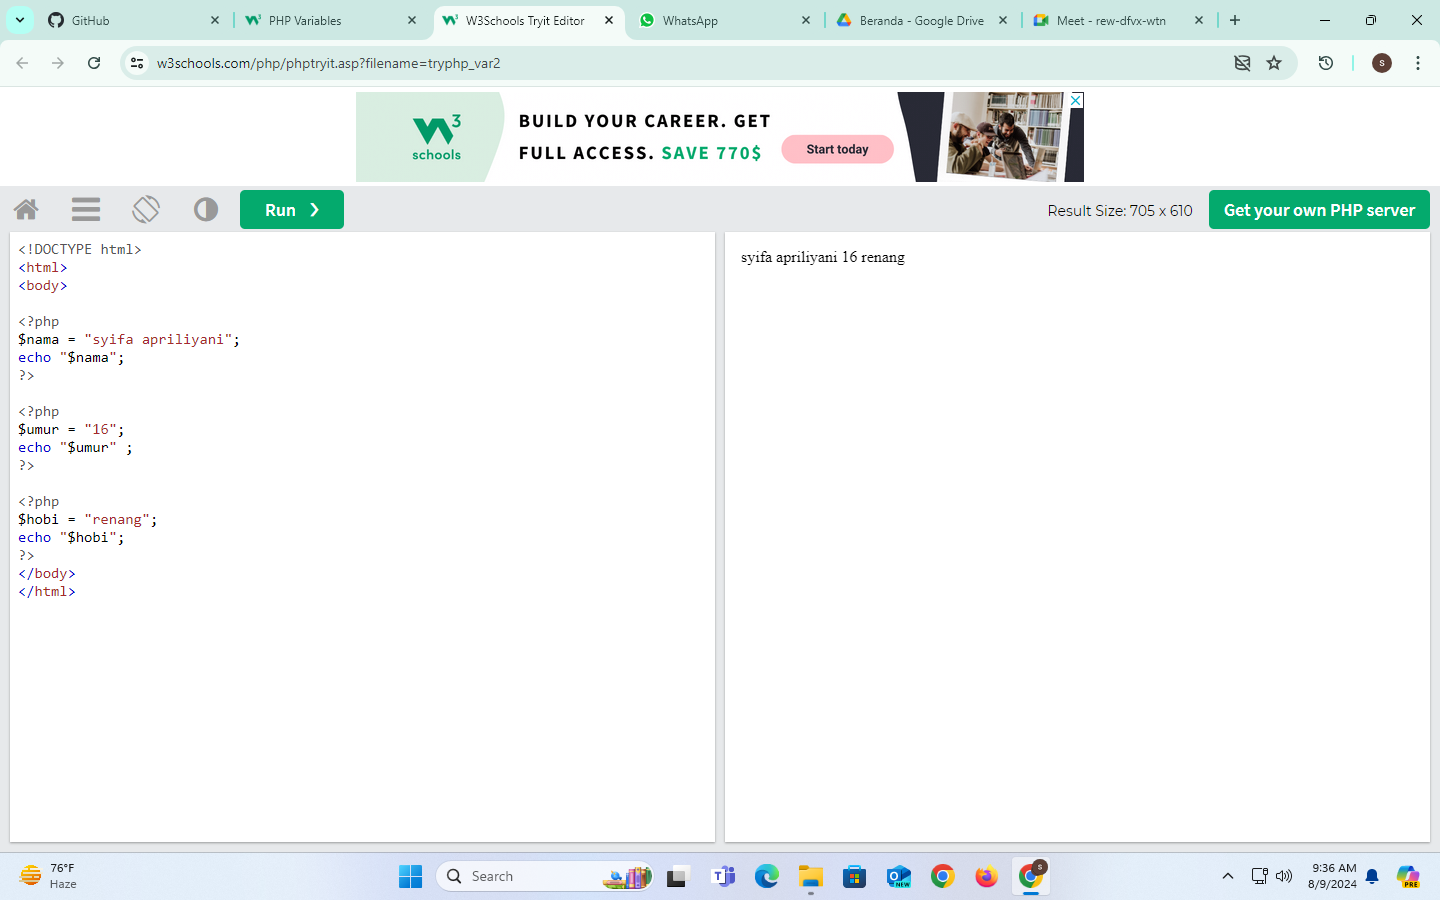 GitHub
PHP Variables
W3Schools Tryit Editor
WhatsApp
Beranda - Google Drive
Meet - rew-dfvx-wtn
w3schools.com/php/phptryit.asp?filename=tryphp_var2
S
3
schools
BUILD YOUR CAREER. GET
FULL ACCESS. SAVE 770$
Start today
Run ❯
Result Size: 705 x 610
Get your own PHP server
<!DOCTYPE html>
<html>
<body>
<?php
$nama = "syifa apriliyani";
echo "$nama";
?>
<?php
$umur = "16";
echo "$umur" ;
?>
<?php
$hobi = "renang";
echo "$hobi";
?>
</body>
</html>
syifa apriliyani 16 renang
76°F
Haze
Search
NEW
S
9:36 AM
8/9/2024
PRE